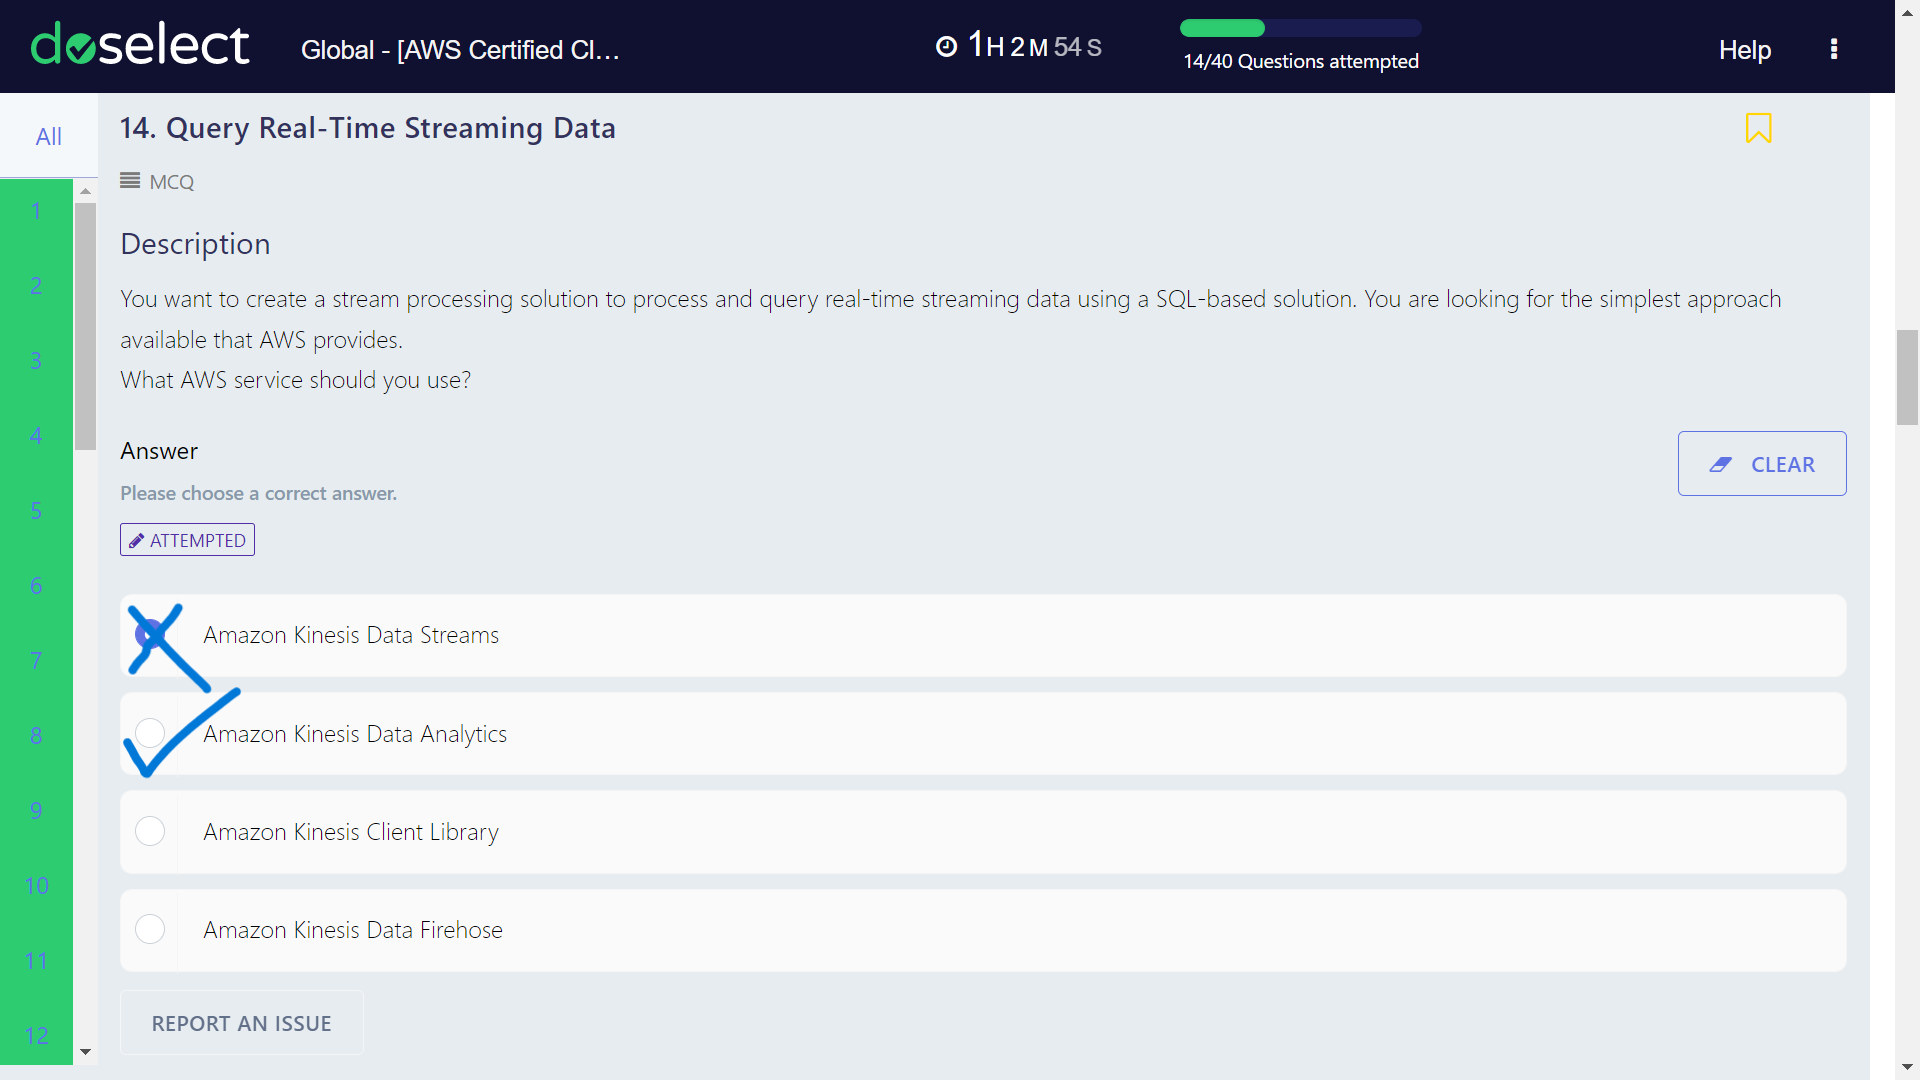 doselect
Global - [AWS Certified Cl...
1H 2M 54S
14/40 Questions attempted
Help
All
1
2
3
4
5
6
7
8
9
10
11
12
14. Query Real-Time Streaming Data
MCQ
Description
You want to create a stream processing solution to process and query real-time streaming data using a SQL-based solution. You are looking for the simplest approach
available that AWS provides.
What AWS service should you use?
Answer
CLEAR
Please choose a correct answer.
ATTEMPTED
Amazon Kinesis Data Streams
Amazon Kinesis Data Analytics
Amazon Kinesis Client Library
Amazon Kinesis Data Firehose
REPORT AN ISSUE